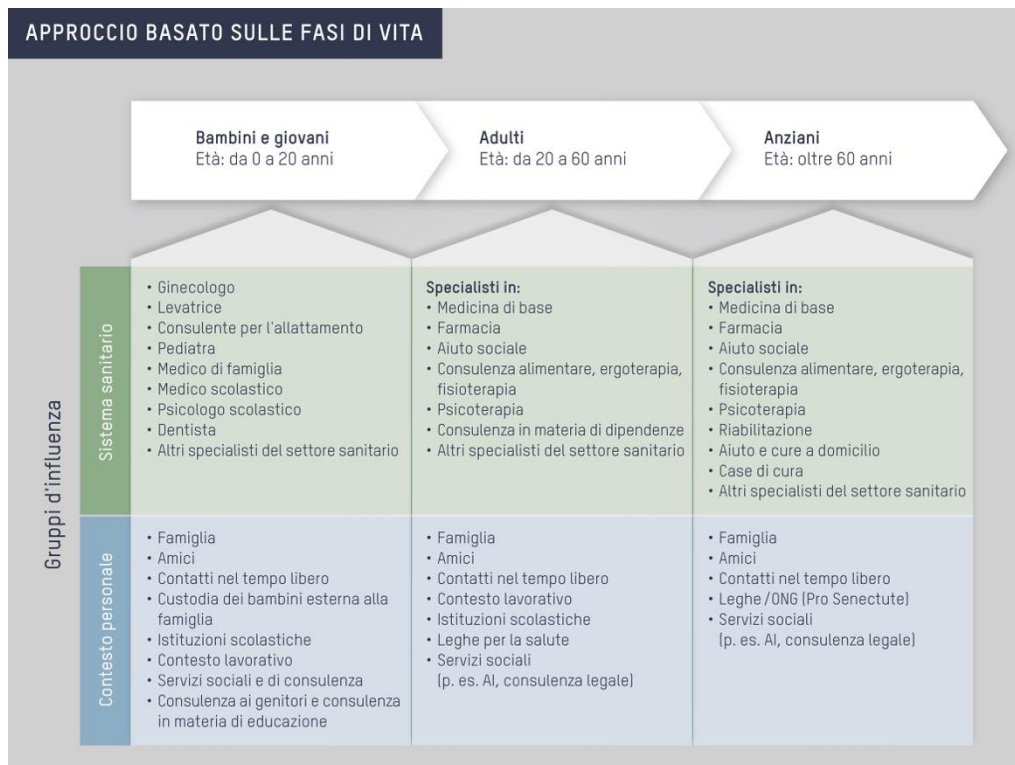 APPROCCIO BASATO SULLE FASI DI VITA
Bambini e giovani
Età: da 0 a 20 anni
Adulti
Età: da 20 a 60 anni
Anziani
Età: oltre 60 anni
Gruppi d'influenza
Sistema sanitario
• Ginecologo
• Levatrice
• Consulente per l'allattamento
• Pediatra
• Medico di famiglia
• Medico scolastico
• Psicologo scolastico
• Dentista
• Altri specialisti del settore sanitario
Specialisti in:
• Medicina di base
• Farmacia
• Aiuto sociale
• Consulenza alimentare, ergoterapia,
fisioterapia
• Psicoterapia
• Consulenza in materia di dipendenze
• Altri specialisti del settore sanitario
Specialisti in:
• Medicina di base
• Farmacia
• Aiuto sociale
• Consulenza alimentare, ergoterapia,
fisioterapia
• Psicoterapia
• Riabilitazione
• Aiuto e cure a domicilio
• Case di cura
• Altri specialisti del settore sanitario
Contesto personale
• Famiglia
• Amici
• Contatti nel tempo libero
• Custodia dei bambini esterna alla
famiglia
• Istituzioni scolastiche
• Contesto lavorativo
• Servizi sociali e di consulenza
• Consulenza ai genitori e consulenza
in materia di educazione
• Famiglia
• Amici
• Contatti nel tempo libero
• Contesto lavorativo
• Istituzioni scolastiche
• Leghe per la salute
• Servizi sociali
(p. es. AI, consulenza legale)
• Famiglia
• Amici
• Contatti nel tempo libero
• Leghe/ONG (Pro Senectute)
• Servizi sociali
(p. es. AI, consulenza legale)